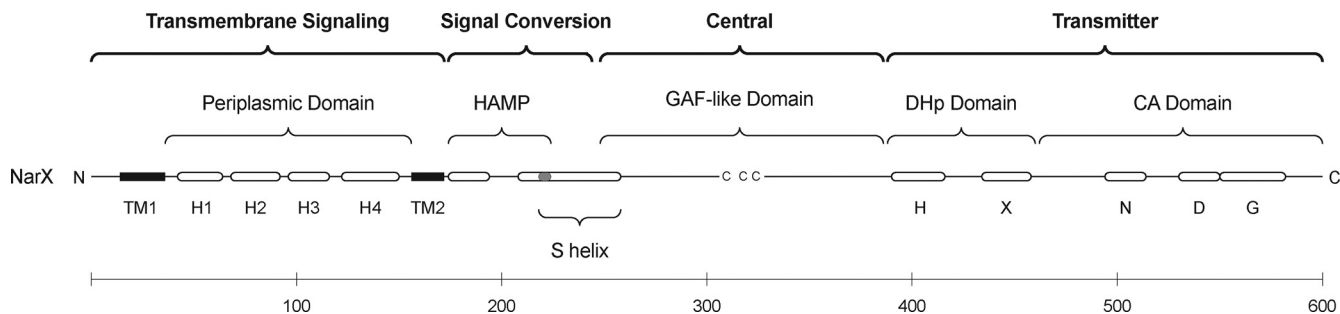 Transmembrane Signaling Signal Conversion Central Transmitter
Periplasmic Domain HAMP GAF-like Domain DHp Domain CA Domain
NarX N C C C C
TM1 H1 H2 H3 H4 TM2 H X N D G
S helix
100 200 300 400 500 600